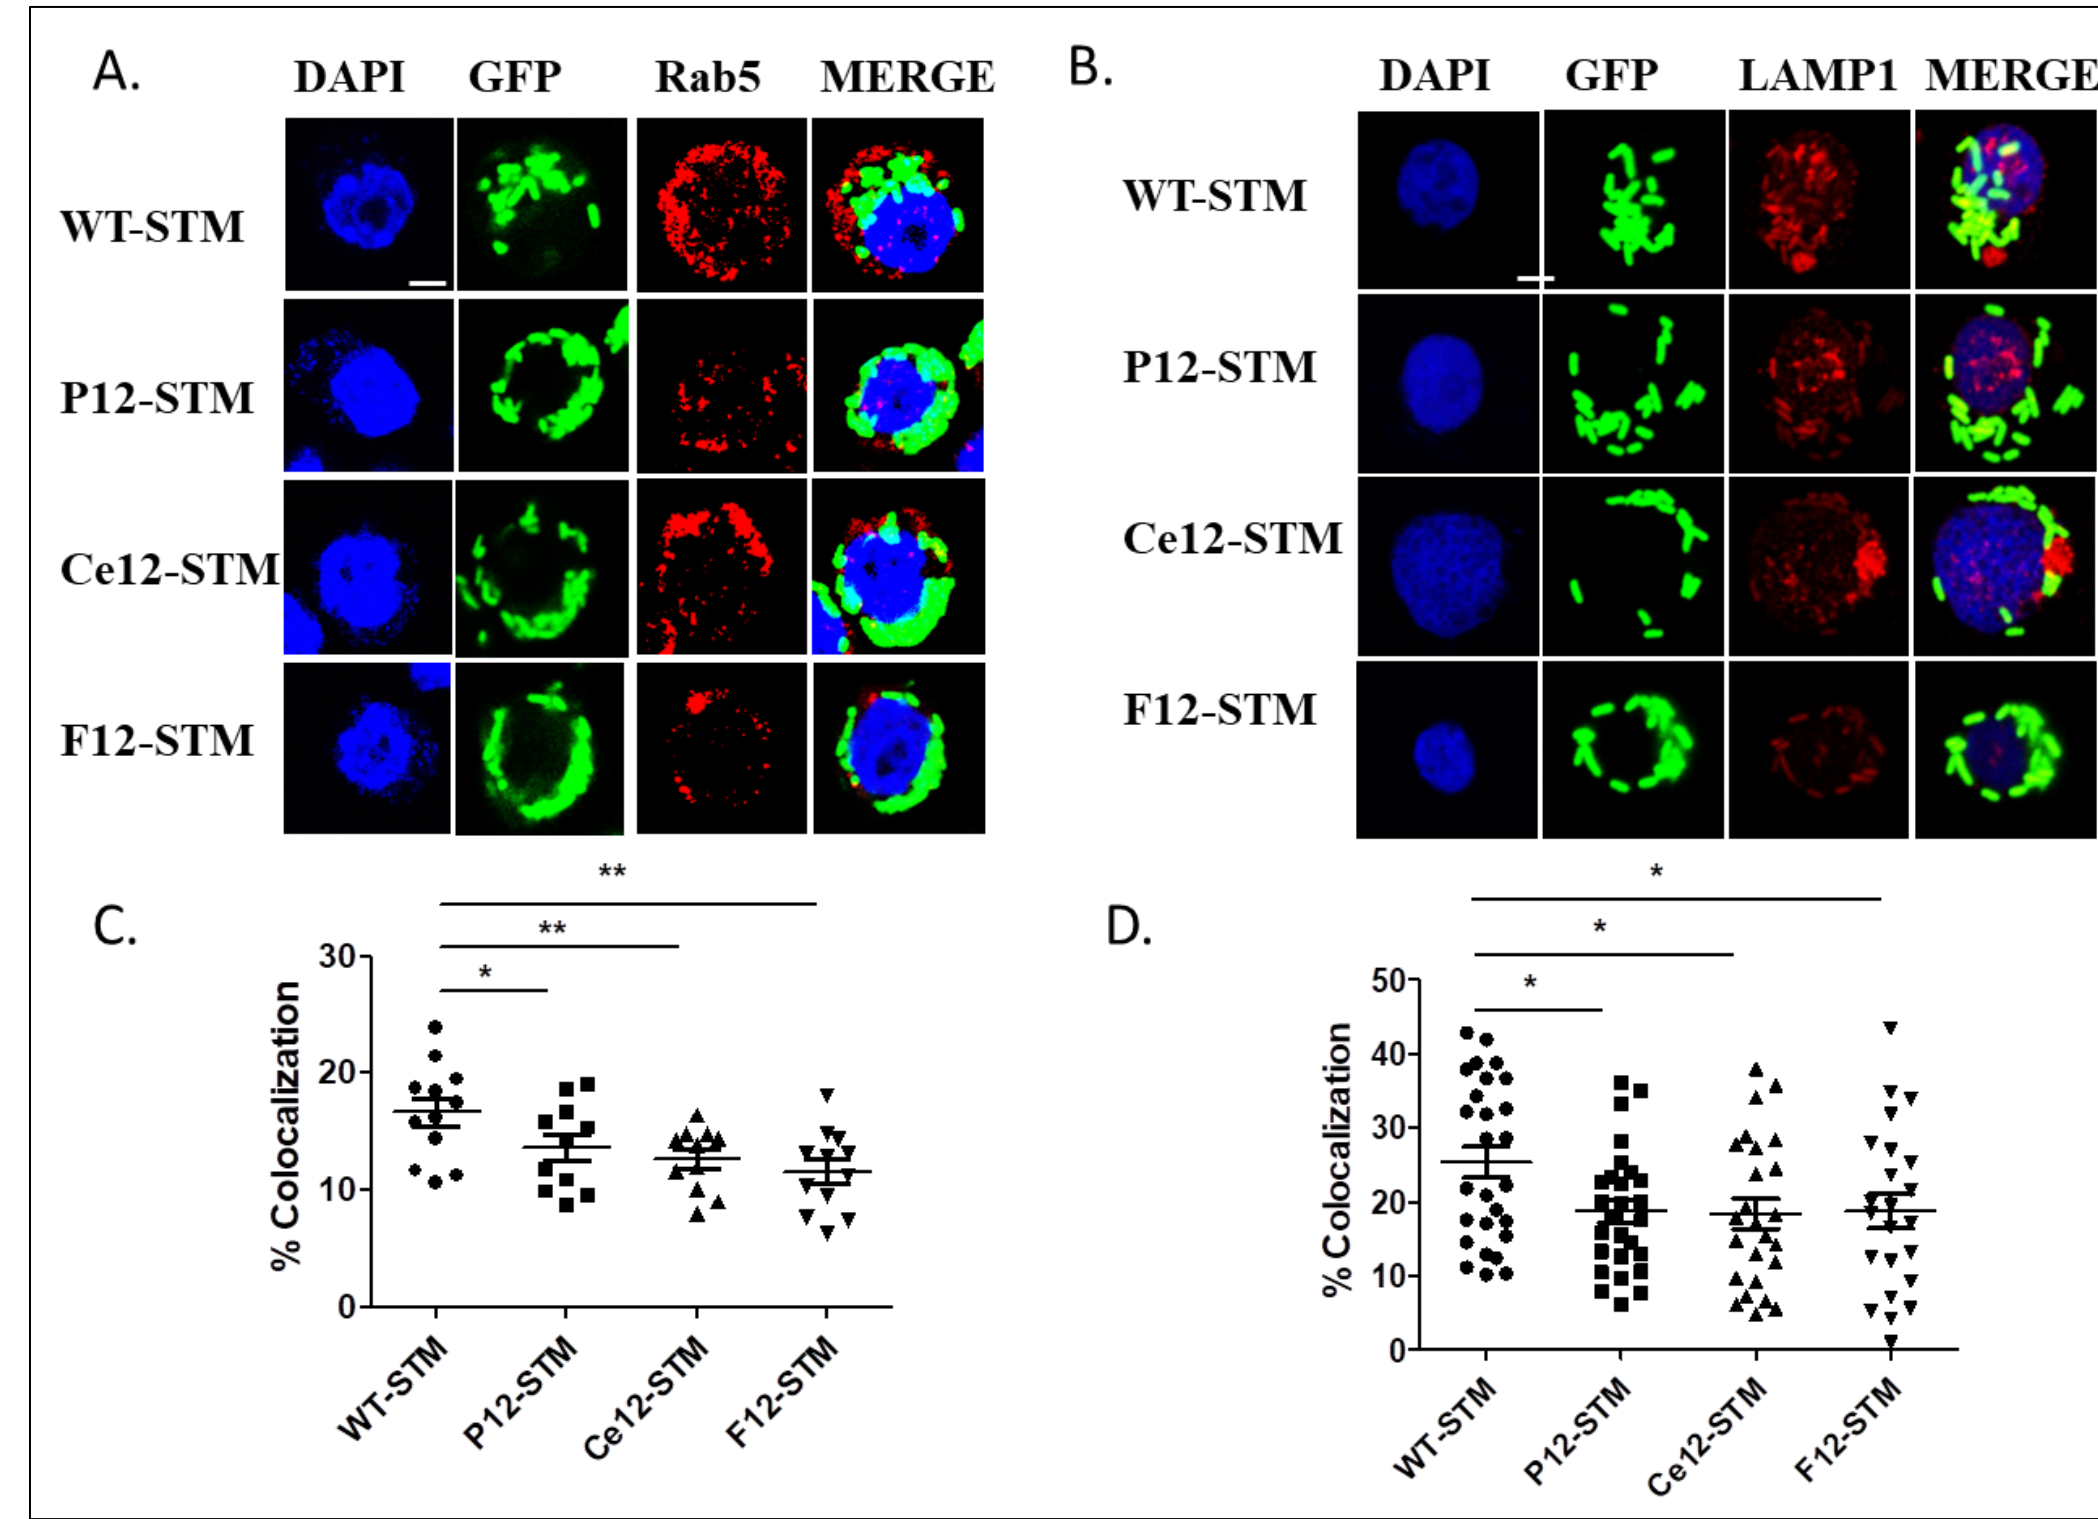 A.
DAPI GFP Rab5 MERGE
WT-STM
P12-STM
Ce12-STM
F12-STM
B.
DAPI GFP LAMP1 MERGE
WT-STM
P12-STM
Ce12-STM
F12-STM
C.
**
**
*
% Colocalization
30
20
10
0
WT-STM
P12-STM
Ce12-STM
F12-STM
D.
*
*
*
% Colocalization
50
40
30
20
10
0
WT-STM
P12-STM
Ce12-STM
F12-STM